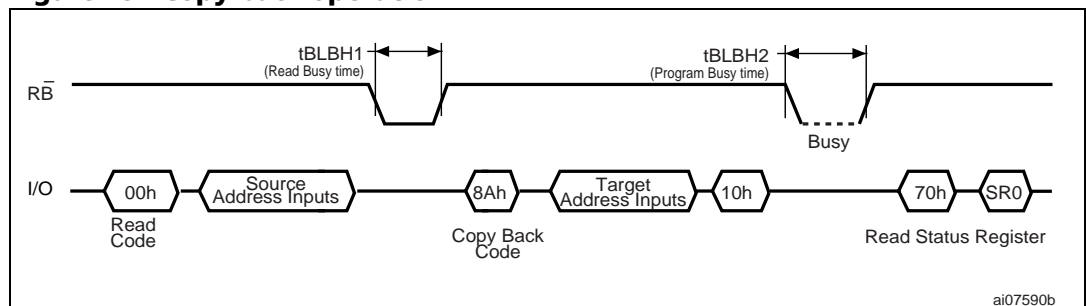 tBLBH1
(Read Busy time)
tBLBH2
(Program Busy time)
RB
Busy
I/O
00h
Source
Address Inputs
8Ah
Target
Address Inputs
10h
70h
SR0
Read
Code
Copy Back
Code
Read Status Register
ai07590b